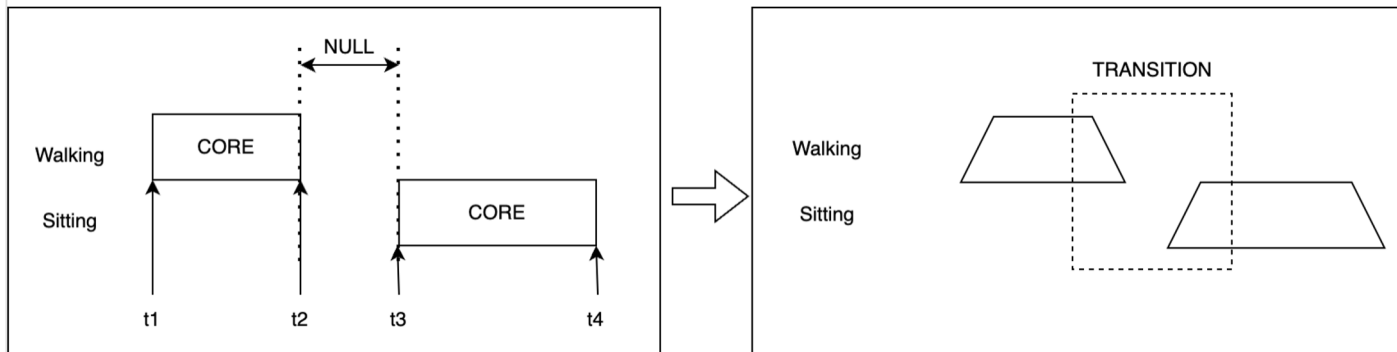 NULL
CORE
Walking
Sitting
CORE
t1
t2
t3
t4
TRANSITION
Walking
Sitting